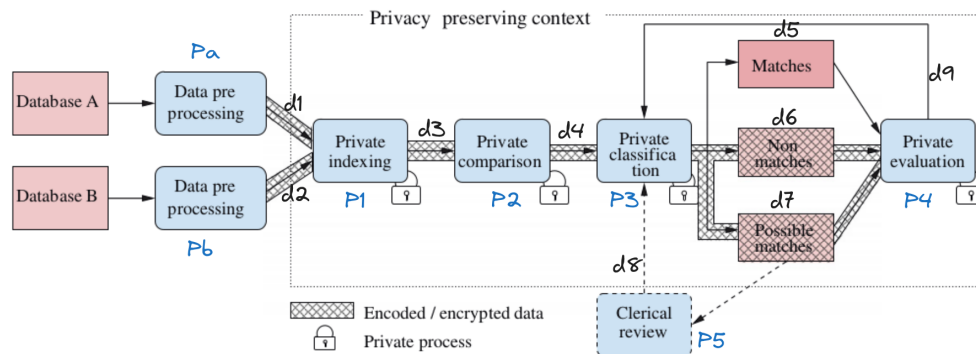 Privacy preserving context
Pa
d5
Matches
d9
Database A
Data pre
processing
d1
d6
Private
indexing
d3
Private
comparison
d4
Private
classifica
tion
Non
matches
Private
evaluation
Database B
Data pre
processing
d2
P1
P2
P3
d7
P4
Pb
Possible
matches
d8
Encoded / encrypted data
Private process
Clerical
review
P5